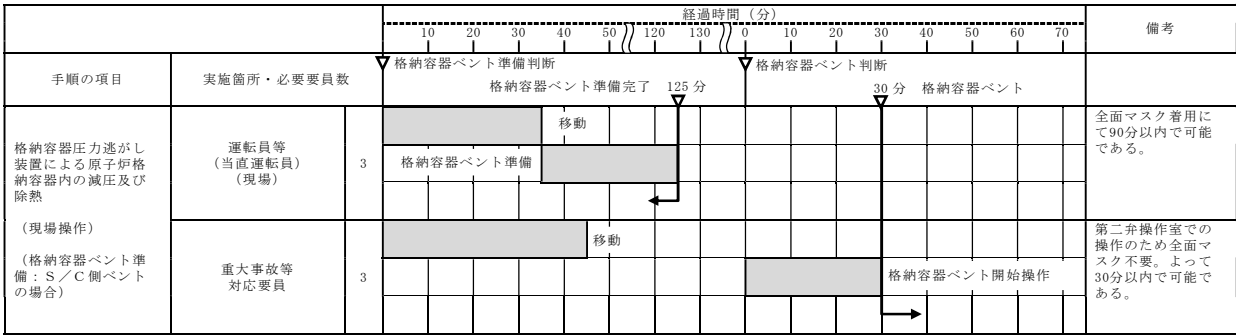 経過時間（分）
備考
10 20 30 40 50 120 130 0 10 20 30 40 50 60 70
手順の項目
実施箇所・必要要員数
格納容器ベント準備判断
格納容器ベント判断
格納容器ベント準備完了 125 分
30 分 格納容器ベント
格納容器圧力逃がし
装置による原子炉格
納容器内の減圧及び
除熱
（現場操作）
（格納容器ベント準
備：Ｓ／Ｃ側ベント
の場合）
運転員等
（当直運転員）
（現場）
3
移動
格納容器ベント準備
全面マスク着用に
て90分以内で可能
である。
重大事故等
対応要員
3
移動
格納容器ベント開始操作
第二弁操作室での
操作のため全面マ
スク不要。よって
30分以内で可能で
ある。